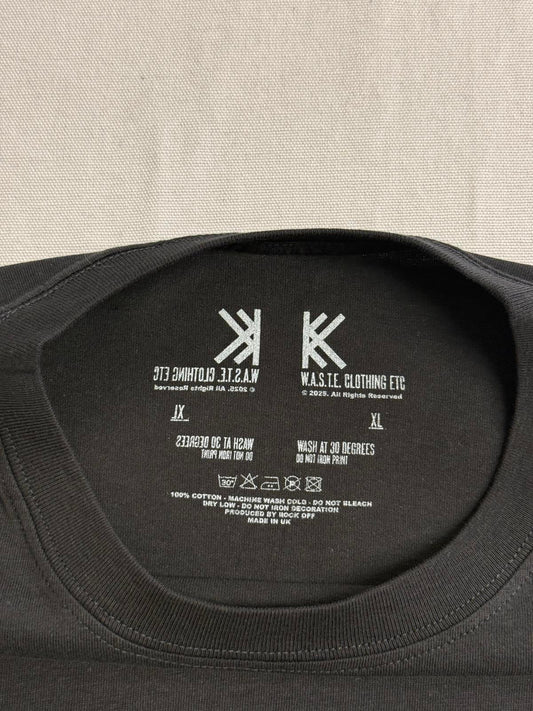 W.A.S.T.E. CLOTHING ETC
© 2025. All Rights Reserved
XL
WASH AT 30 DEGREES
DO NOT IRON PRINT
W.A.S.T.E. CLOTHING ETC
© 2025. All Rights Reserved
XL
WASH AT 30 DEGREES
DO NOT IRON PRINT
30°
100% COTTON - MACHINE WASH COLD - DO NOT BLEACH
DRY LOW - DO NOT IRON DECORATION
PRODUCED BY ROCK OFF
MADE IN UK